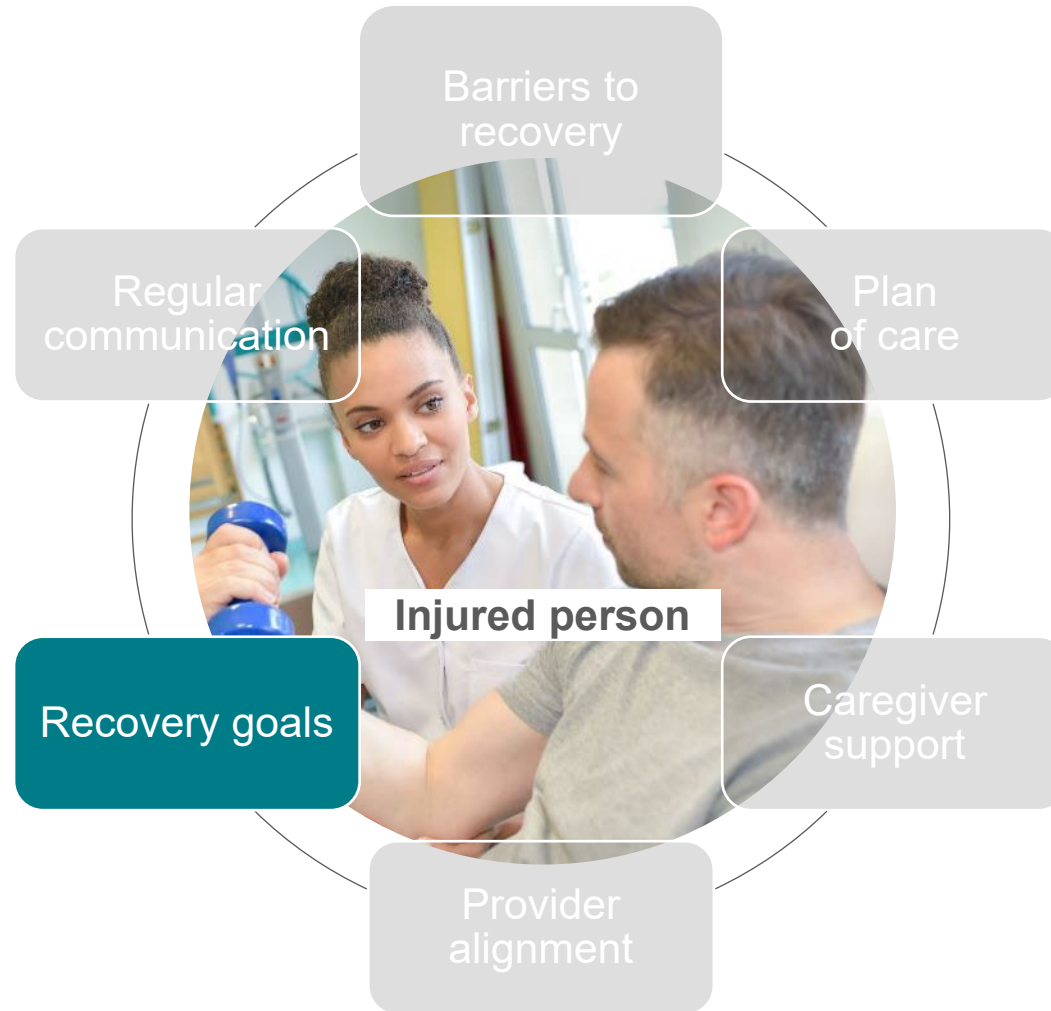 Barriers to
recovery
Regular
communication
Plan
of care
Injured person
Recovery goals
Caregiver
support
Provider
alignment